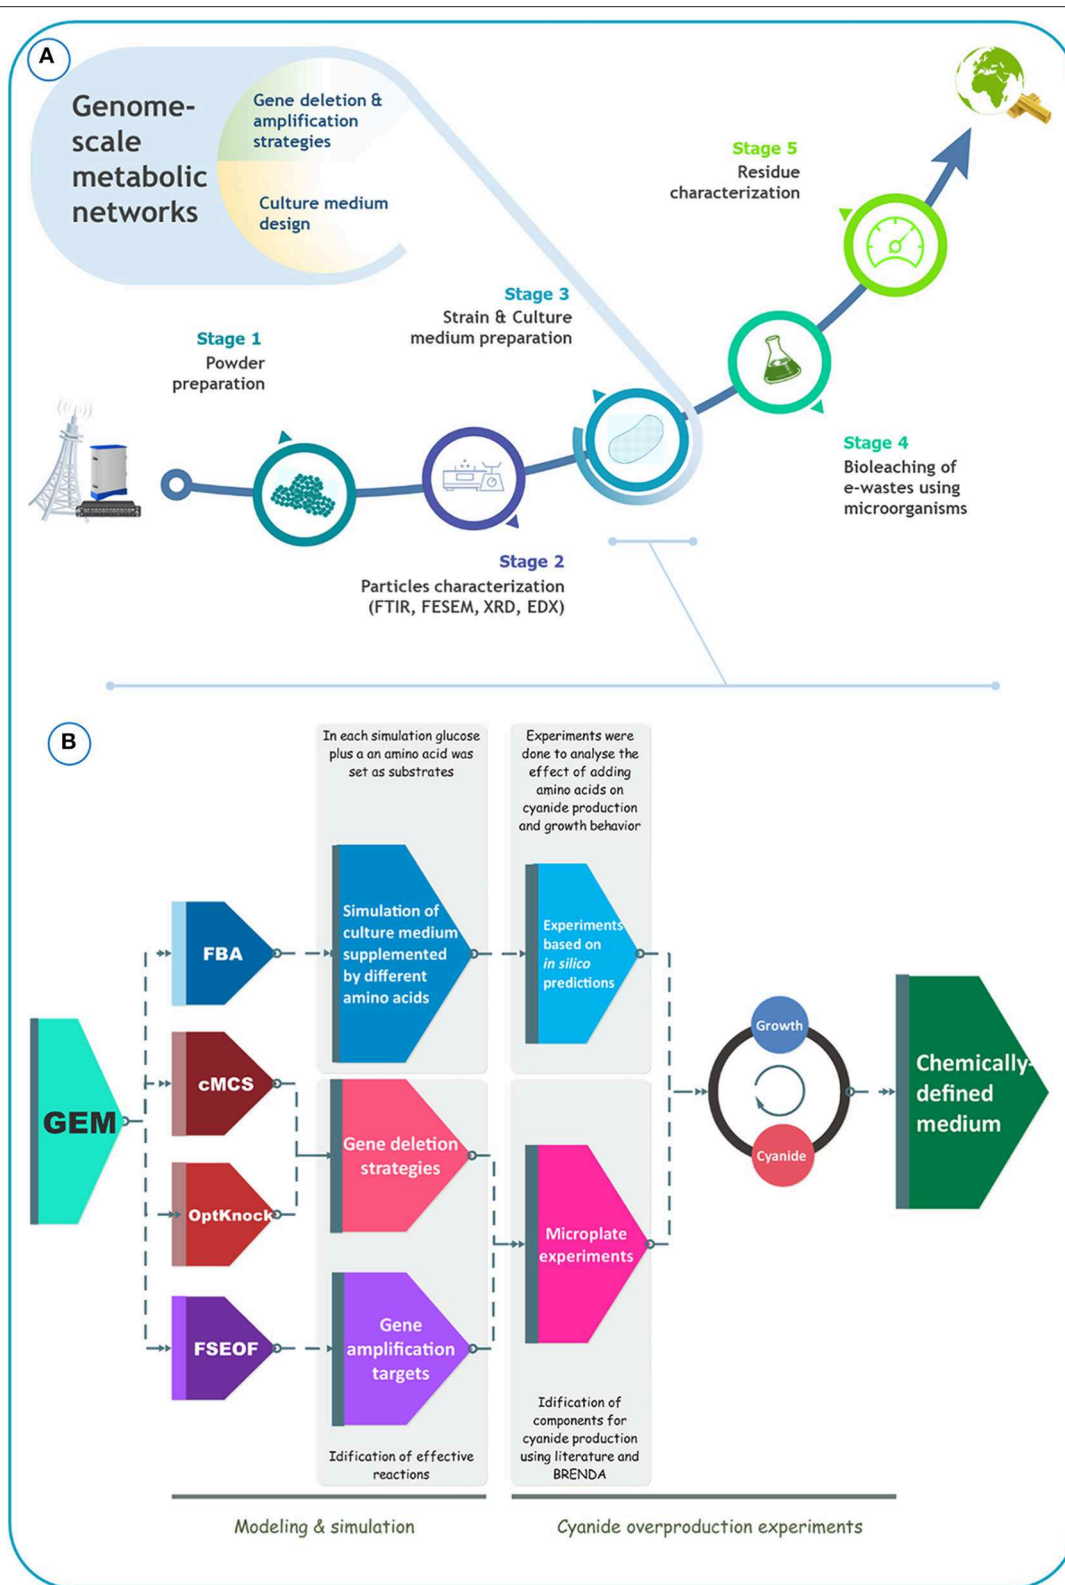 A
Genome-
scale
metabolic
networks
Gene deletion &
amplification
strategies
Culture medium
design
Stage 1
Powder
preparation
Stage 2
Particles characterization
(FTIR, FESEM, XRD, EDX)
Stage 3
Strain & Culture
medium preparation
Stage 4
Bioleaching of
e-wastes using
microorganisms
Stage 5
Residue
characterization
B
In each simulation glucose
plus a an amino acid was
set as substrates
Experiments were
done to analyse the
effect of adding
amino acids on
cyanide production
and growth behavior
GEM
FBA
cMCS
OptKnock
FSEOF
Simulation of
culture medium
supplemented
by different
amino acids
Gene deletion
strategies
Gene
amplification
targets
Idification of effective
reactions
Experiments
based on
in silico
predictions
Microplate
experiments
Idification of
components for
cyanide production
using literature and
BRENDA
Growth
Cyanide
Chemically-
defined
medium
Modeling & simulation
Cyanide overproduction experiments